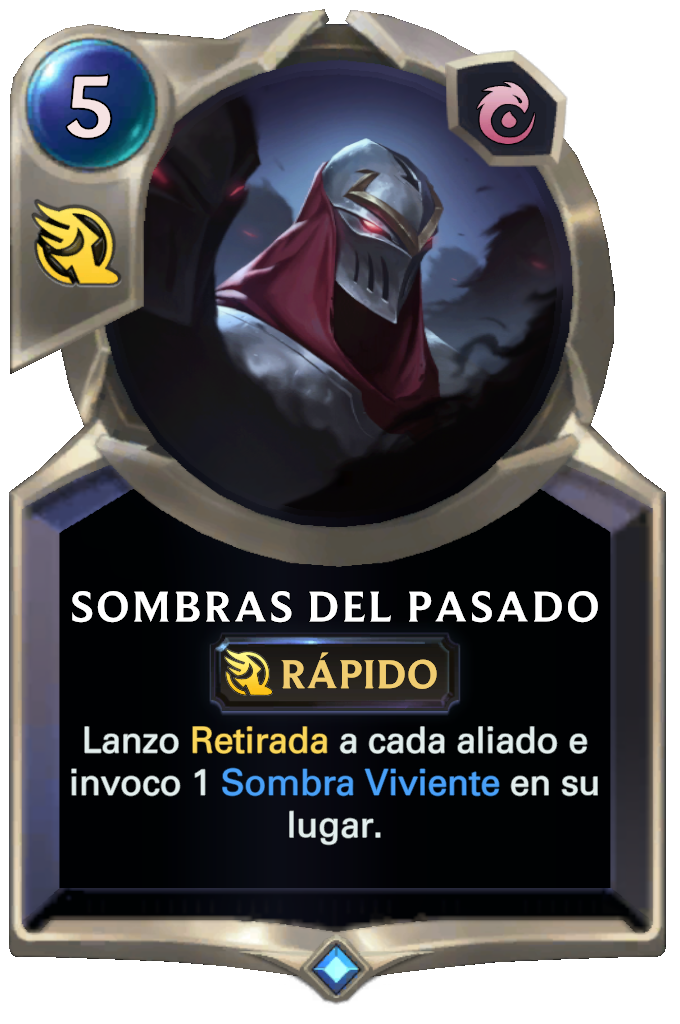 5
SOMBRAS DEL PASADO
RÁPIDO
Lanzo Retirada a cada aliado e
invoco 1 Sombra Viviente en su
lugar.